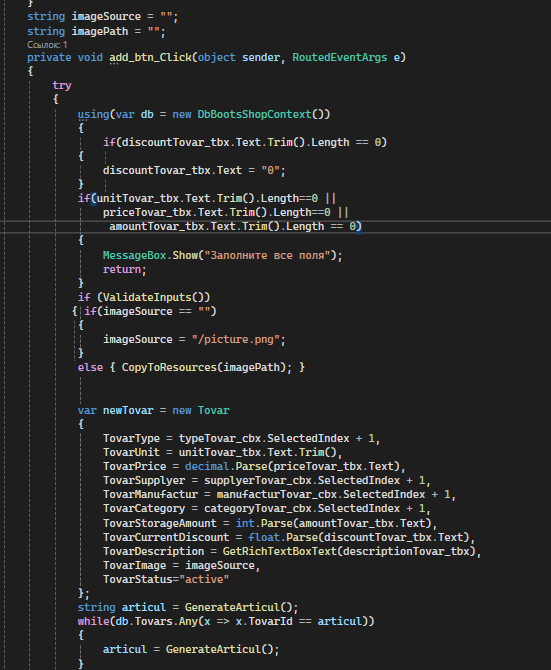 }
string imageSource = "";
string imagePath = "";
Ссылок: 1
private void add_btn_Click(object sender, RoutedEventArgs e)
{
try
{
using(var db = new DbBootsShopContext())
{
if(discountTovar_tbx.Text.Trim().Length == 0)
{
discountTovar_tbx.Text = "0";
}
if(unitTovar_tbx.Text.Trim().Length==0 ||
priceTovar_tbx.Text.Trim().Length==0 ||
amountTovar_tbx.Text.Trim().Length == 0)
{
MessageBox.Show("Заполните все поля");
return;
}
if (ValidateInputs())
{ if(imageSource == "")
{
imageSource = "/picture.png";
}
else { CopyToResources(imagePath); }
var newTovar = new Tovar
{
TovarType = typeTovar_cbx.SelectedIndex + 1,
TovarUnit = unitTovar_tbx.Text.Trim(),
TovarPrice = decimal.Parse(priceTovar_tbx.Text),
TovarSupplyer = supplyerTovar_cbx.SelectedIndex + 1,
TovarManufactur = manufacturTovar_cbx.SelectedIndex + 1,
TovarCategory = categoryTovar_cbx.SelectedIndex + 1,
TovarStorageAmount = int.Parse(amountTovar_tbx.Text),
TovarCurrentDiscount = float.Parse(discountTovar_tbx.Text),
TovarDescription = GetRichTextBoxText(descriptionTovar_tbx),
TovarImage = imageSource,
TovarStatus="active"
};
string articul = GenerateArticul();
while(db.Tovars.Any(x => x.TovarId == articul))
{
articul = GenerateArticul();
}